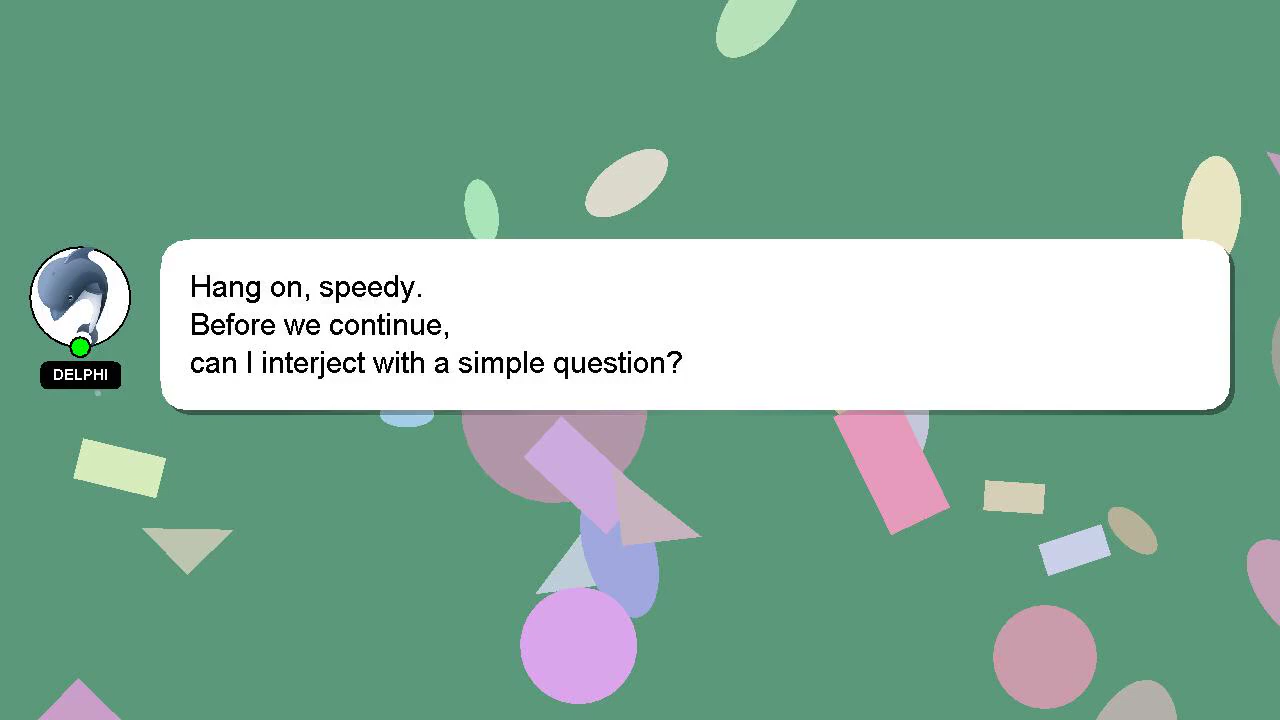 Hang on, speedy.
Before we continue,
can I interject with a simple question?
DELPHI